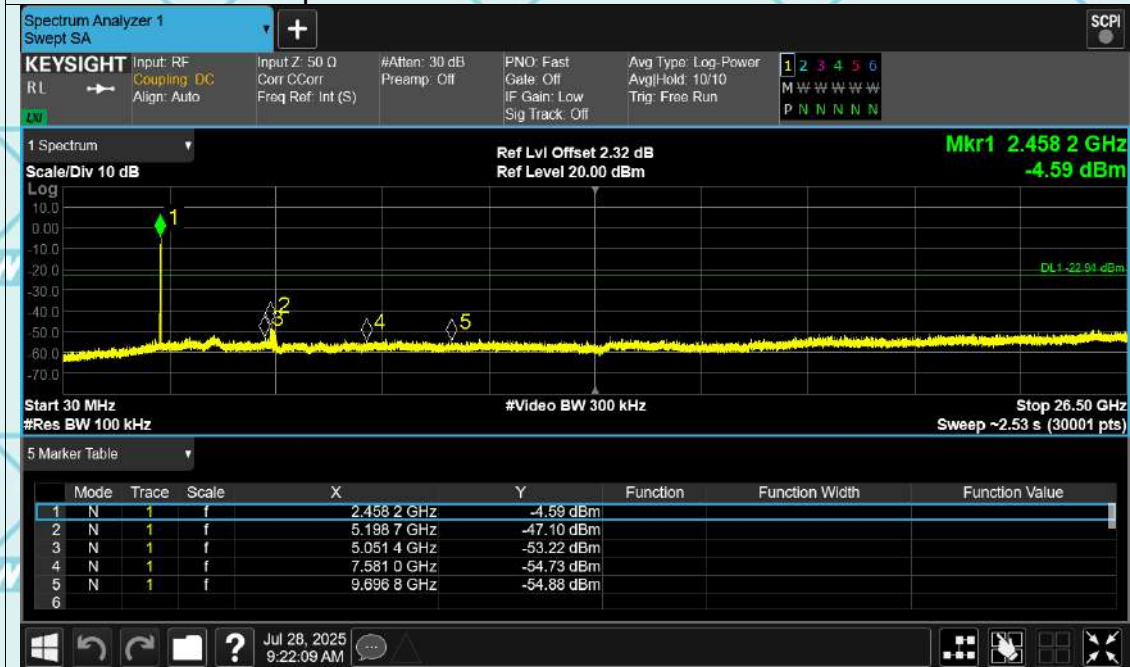 Spectrum Analyzer 1
Swept SA
+
SCPI
KEYSIGHT
RL
LXI
Input: RF
Coupling: DC
Align: Auto
Input Z: 50 Ω
Corr CCorr
Freq Ref: Int (S)
#Atten: 30 dB
Preamp: Off
PNO: Fast
Gate: Off
IF Gain: Low
Sig Track: Off
Avg Type: Log-Power
Avg|Hold: 10/10
Trig: Free Run
1 2 3 4 5 6
M W W W W W
P N N N N N
1 Spectrum
Scale/Div 10 dB
Ref Lvl Offset 2.32 dB
Ref Level 20.00 dBm
Mkr1 2.458 2 GHz
-4.59 dBm
Log
10.0
0.00
-10.0
-20.0
-30.0
-40.0
-50.0
-60.0
-70.0
1
2
3
4
5
DL1 -22.94 dBm
Start 30 MHz
#Res BW 100 kHz
#Video BW 300 kHz
Stop 26.50 GHz
Sweep ~2.53 s (30001 pts)
5 Marker Table
Mode Trace Scale X Y Function Function Width Function Value
1 N 1 f 2.458 2 GHz -4.59 dBm
2 N 1 f 5.198 7 GHz -47.10 dBm
3 N 1 f 5.051 4 GHz -53.22 dBm
4 N 1 f 7.581 0 GHz -54.73 dBm
5 N 1 f 9.696 8 GHz -54.88 dBm
6
?
Jul 28, 2025
9:22:09 AM